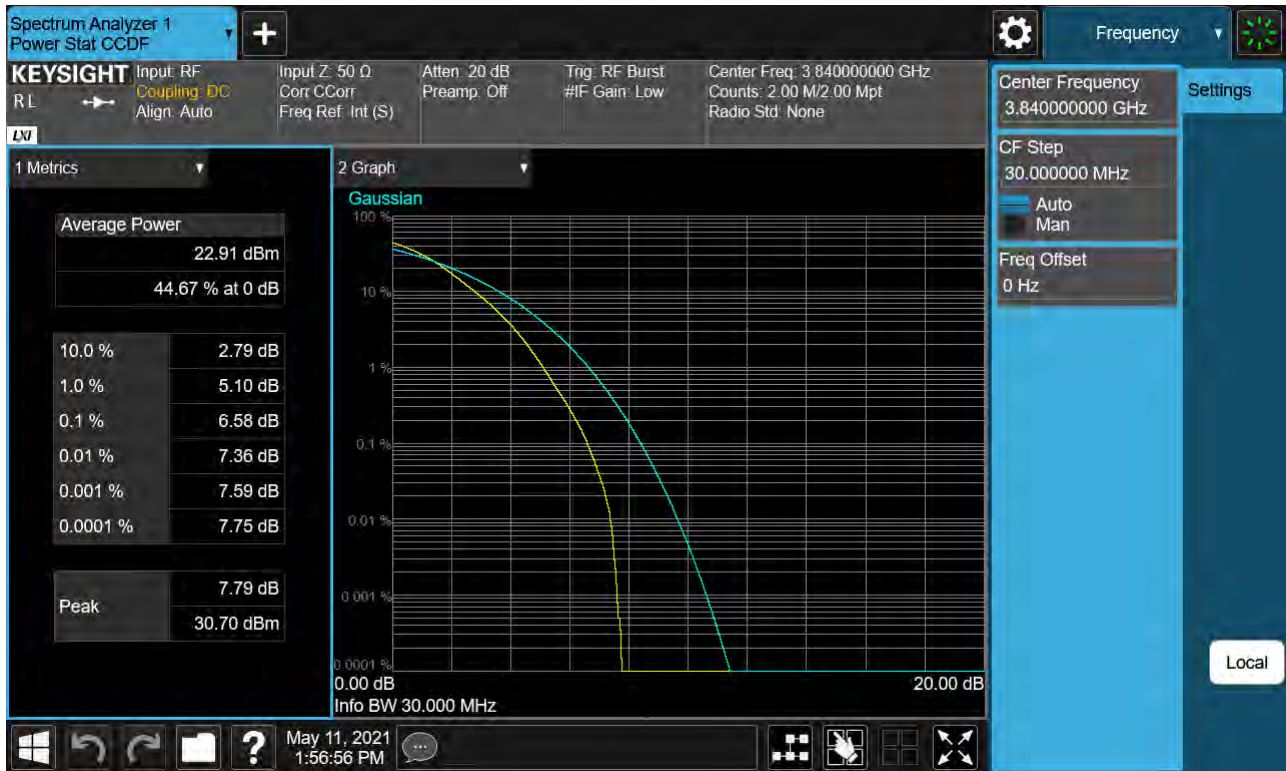 Spectrum Analyzer 1
Power Stat CCDF
+
Frequency
KEYSIGHT
RL
LXI
Input: RF
Coupling: DC
Align: Auto
Input Z: 50 Ω
Corr CCorr
Freq Ref: Int (S)
Atten: 20 dB
Preamp: Off
Trig: RF Burst
#IF Gain: Low
Center Freq: 3.840000000 GHz
Counts: 2.00 M/2.00 Mpt
Radio Std: None
Center Frequency
3.840000000 GHz
Settings
CF Step
30.000000 MHz
Auto
Man
Freq Offset
0 Hz
Local
1 Metrics
Average Power
22.91 dBm
44.67 % at 0 dB
10.0 % 2.79 dB
1.0 % 5.10 dB
0.1 % 6.58 dB
0.01 % 7.36 dB
0.001 % 7.59 dB
0.0001 % 7.75 dB
Peak 7.79 dB
30.70 dBm
2 Graph
Gaussian
100 %
10 %
1 %
0.1 %
0.01 %
0.001 %
0.0001 %
0.00 dB 20.00 dB
Info BW 30.000 MHz
?
May 11, 2021
1:56:56 PM